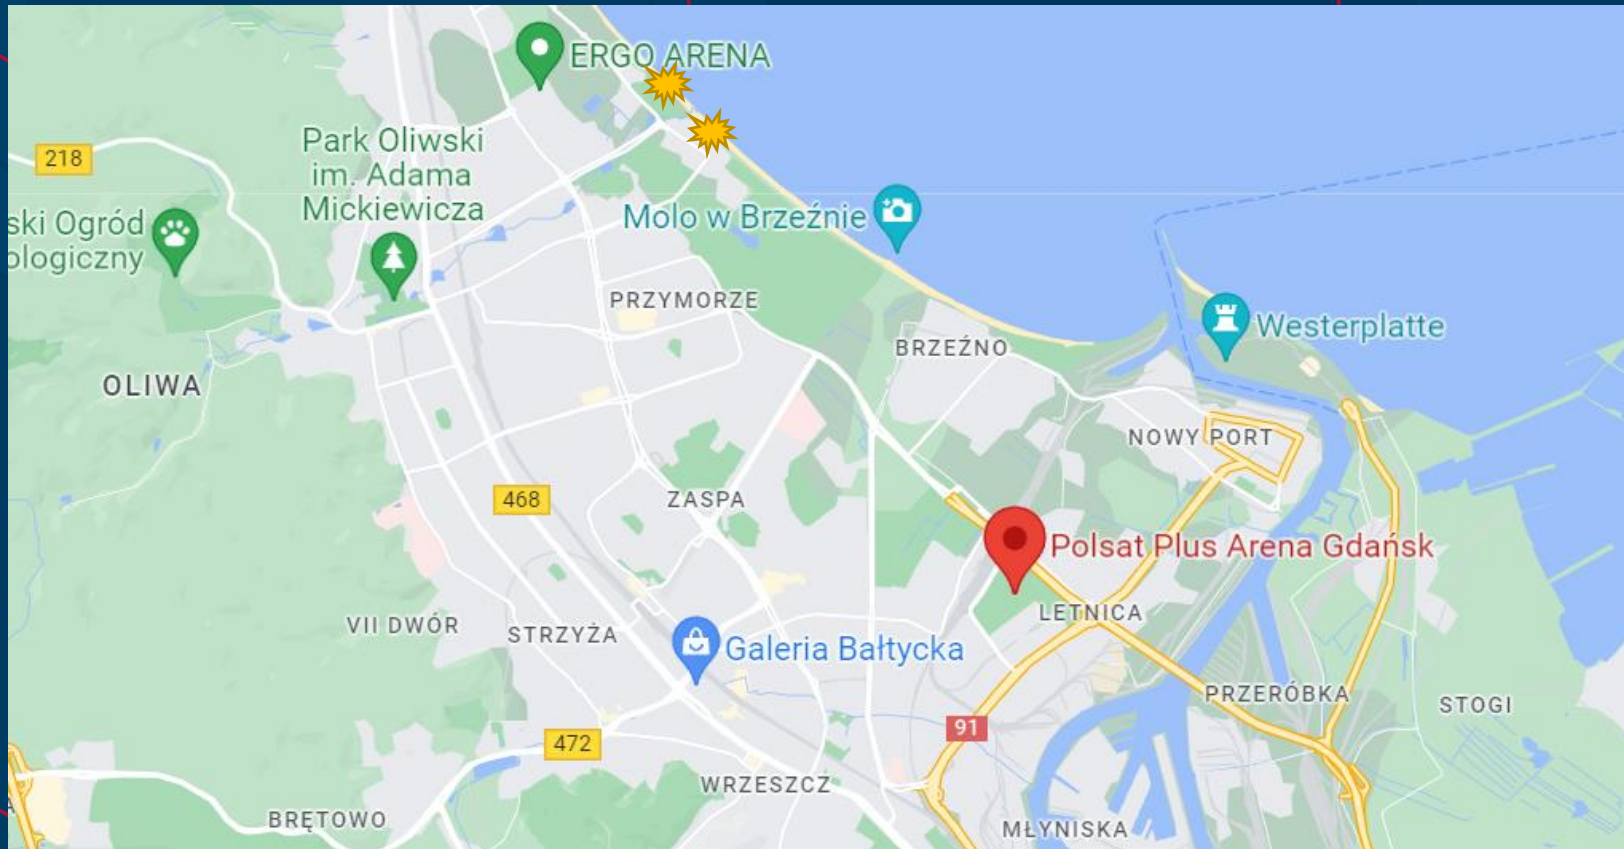 ERGO ARENA
Park Oliwski
im. Adama
Mickiewicza
218
ski Ogród
ologiczny
Molo w Brzeźnie
PRZYMORZE
Westerplatte
BRZEŹNO
OLIWA
NOWY PORT
468
ZASPA
Polsat Plus Arena Gdańsk
LETNICA
VII DWÓR
STRZYŻA
Galeria Bałtycka
PRZERÓBKA
STOGI
91
472
WRZESZCZ
BRĘTOWO
MŁYNISKA